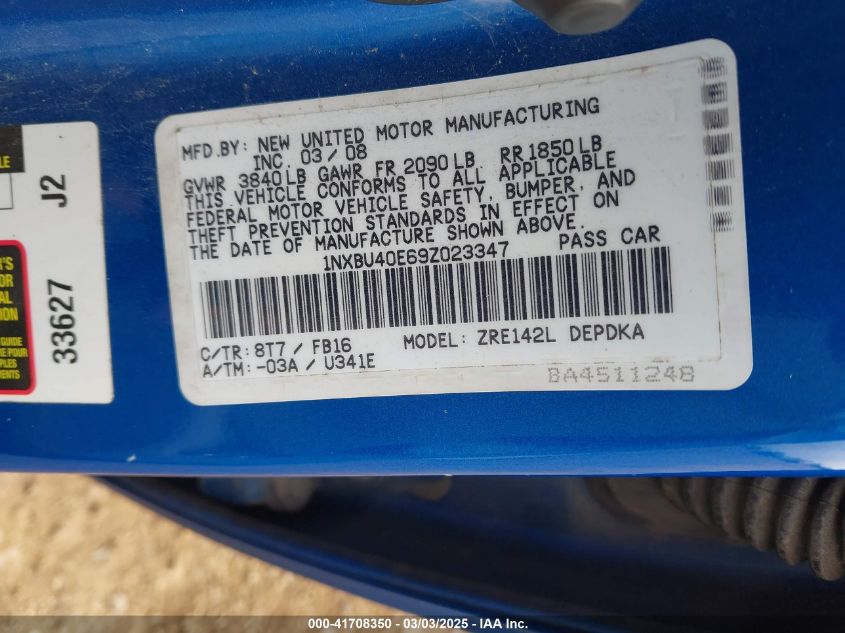 MFD.BY: NEW UNITED MOTOR MANUFACTURING
INC. 03/08
GVWR 3840LB GAWR FR 2090LB RR1850LB
THIS VEHICLE CONFORMS TO ALL APPLICABLE
FEDERAL MOTOR VEHICLE SAFETY, BUMPER, AND
THEFT PREVENTION STANDARDS IN EFFECT ON
THE DATE OF MANUFACTURE SHOWN ABOVE.
1NXBU40E69Z023347 PASS CAR
C/TR: 8T7 / FB16 MODEL: ZRE142L DEPDKA
A/TM: -03A / U341E
BA4511248
J2
33627
GUIDE
000-41708350 - 03/03/2025 - IAA Inc.